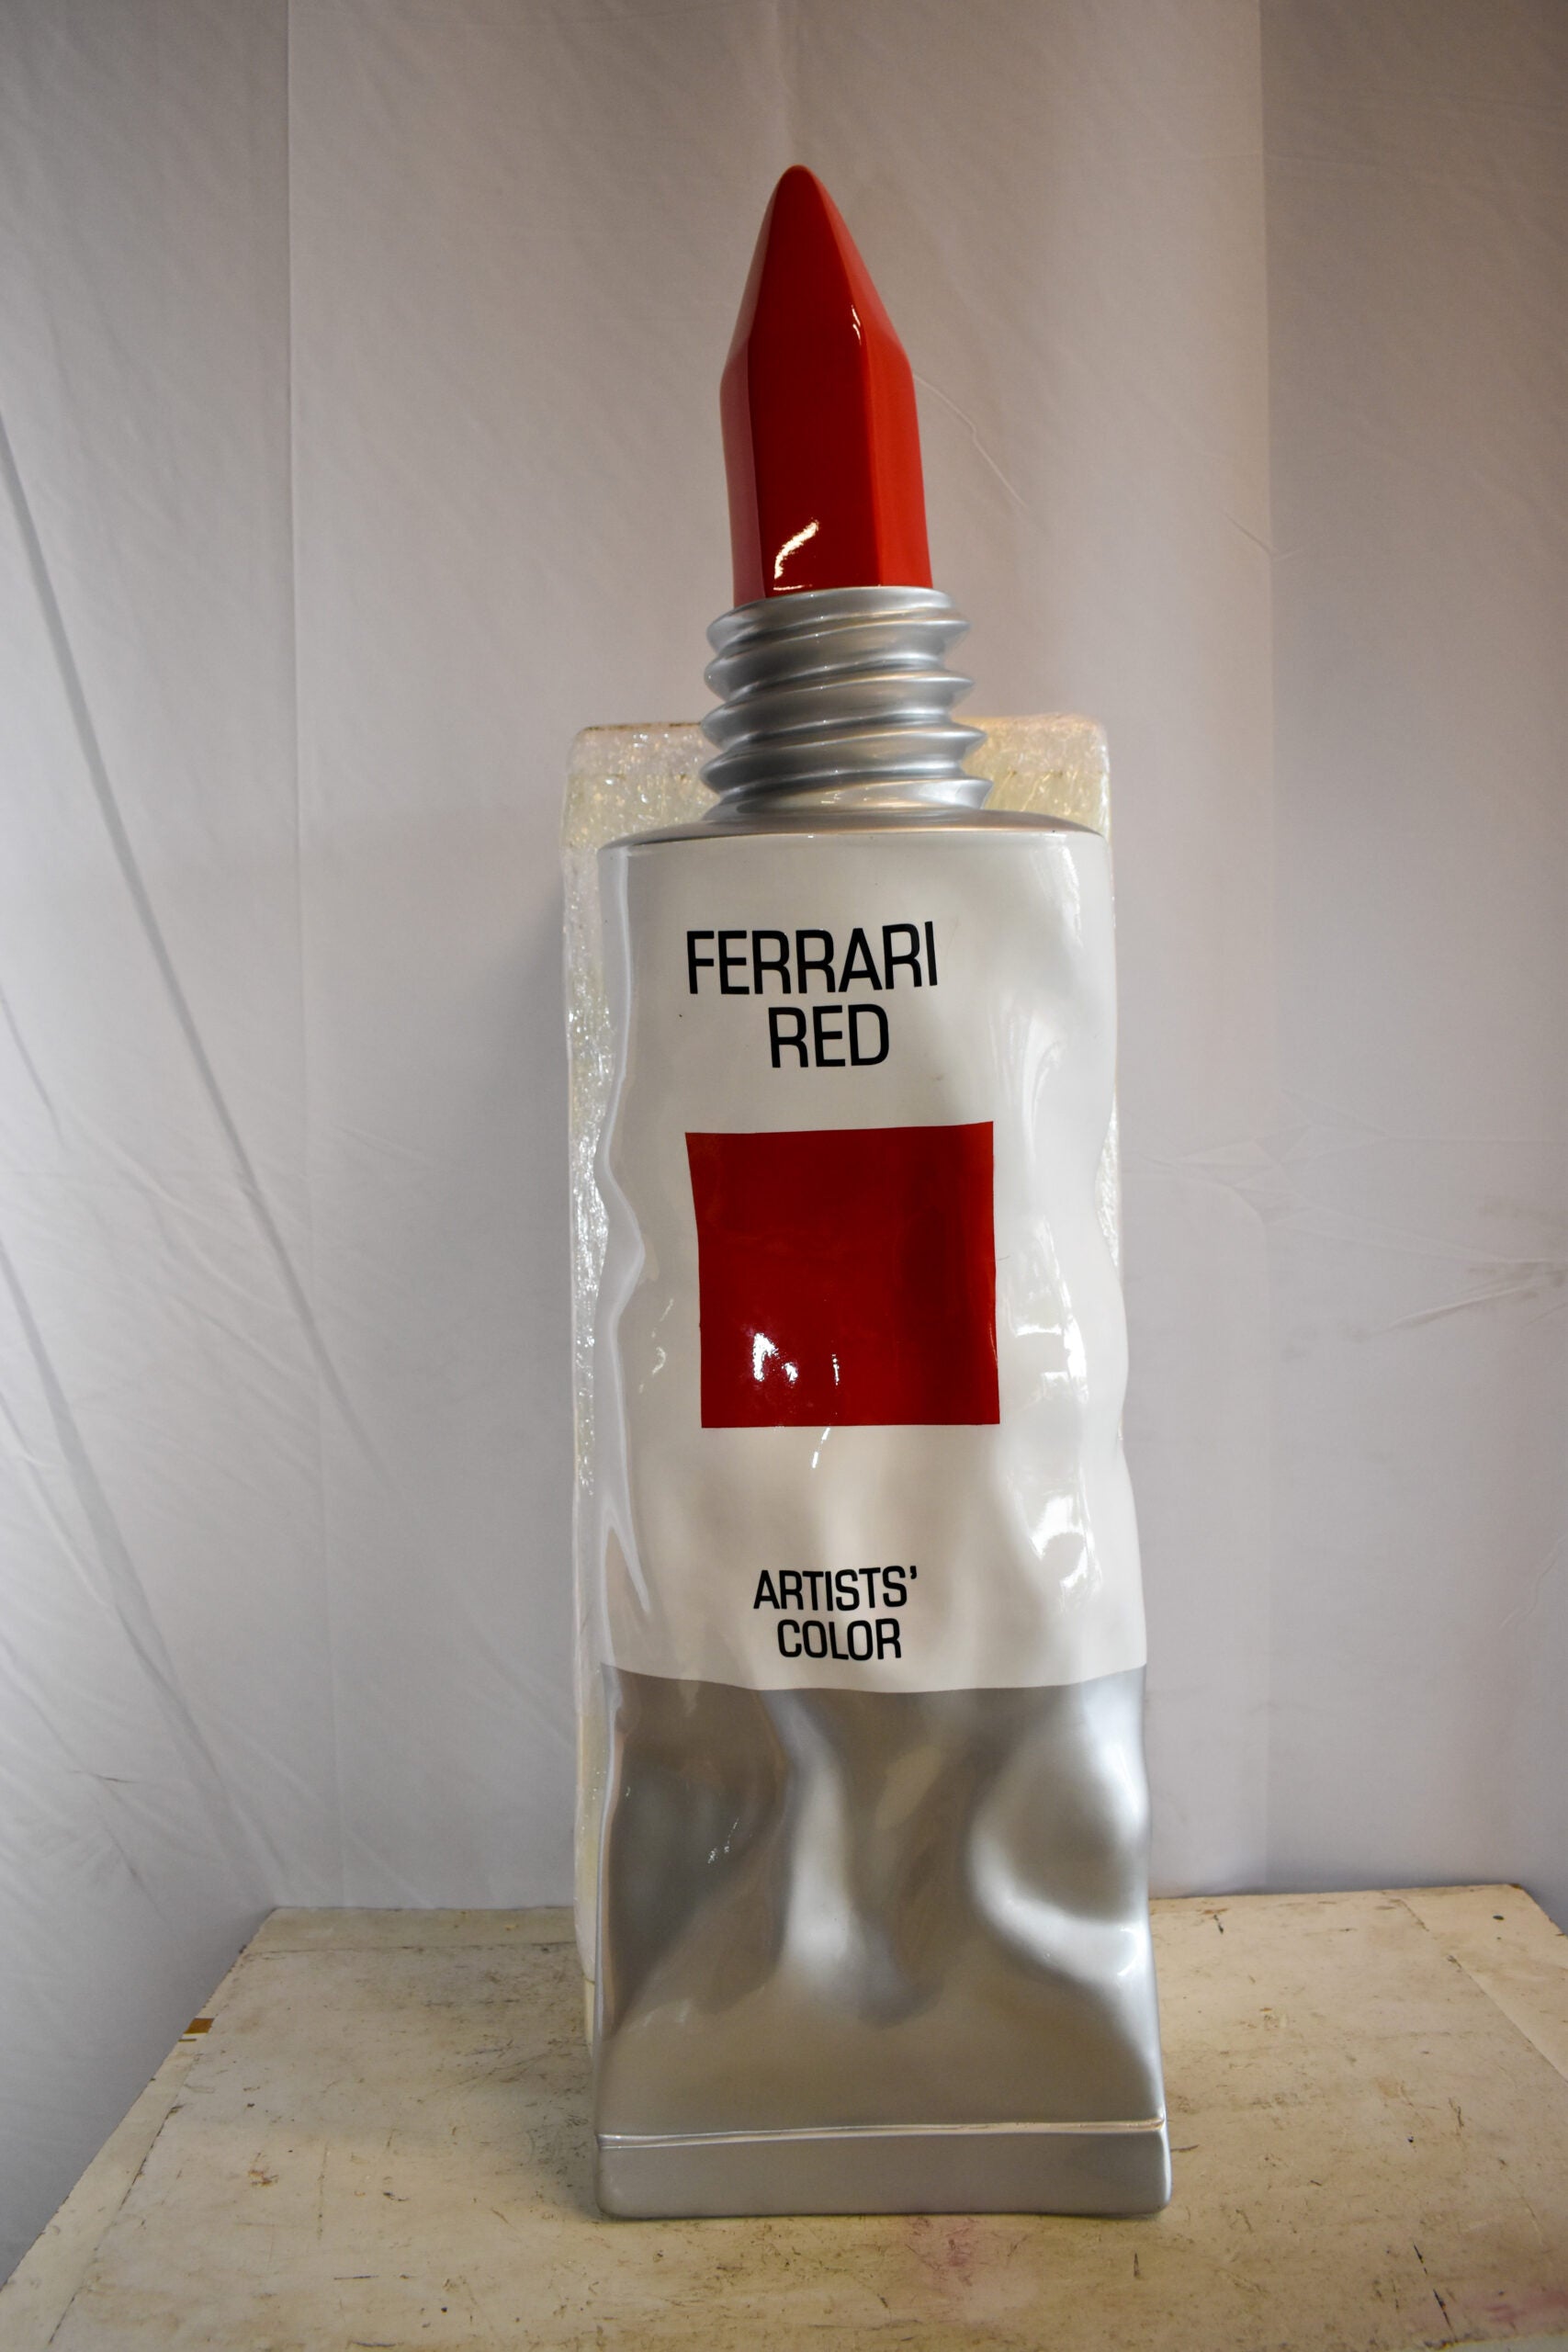 FERRARI
RED
ARTISTS'
COLOR